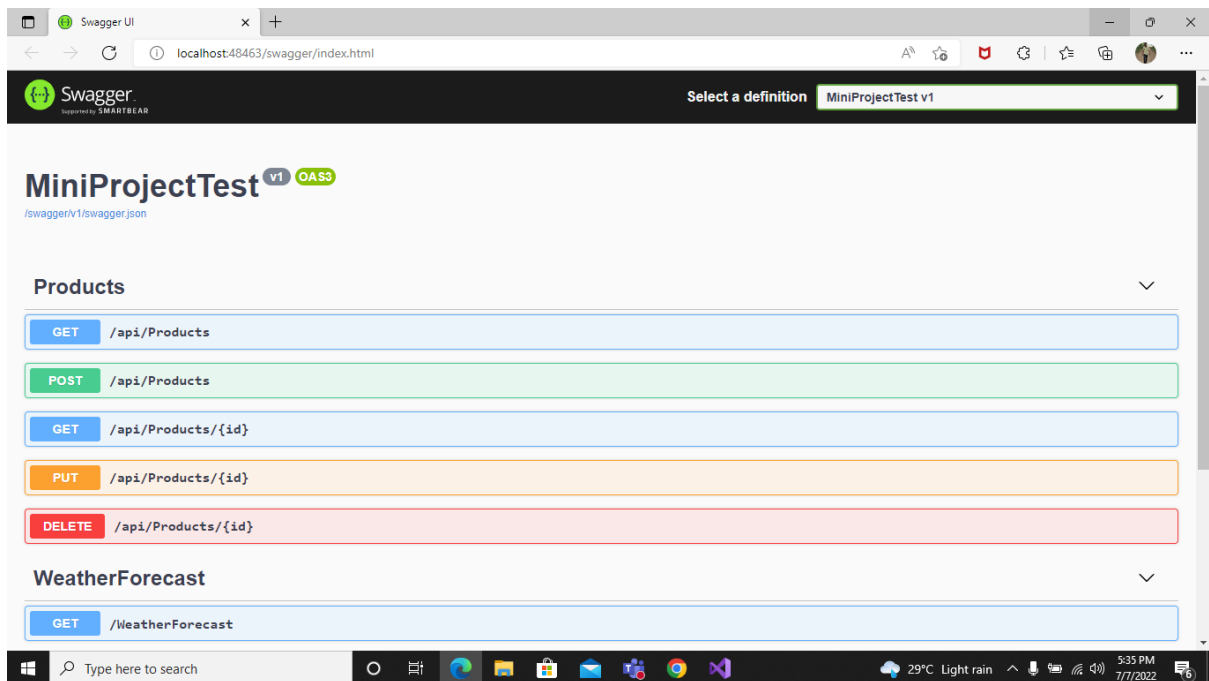 Swagger UI
localhost:48463/swagger/index.html
Swagger.
Supported by SMARTBEAR
Select a definition
MiniProjectTest v1
MiniProjectTest v1 OAS3
/swagger/v1/swagger.json
Products
GET /api/Products
POST /api/Products
GET /api/Products/{id}
PUT /api/Products/{id}
DELETE /api/Products/{id}
WeatherForecast
GET /WeatherForecast
Type here to search
29°C Light rain
5:35 PM
7/7/2022
6